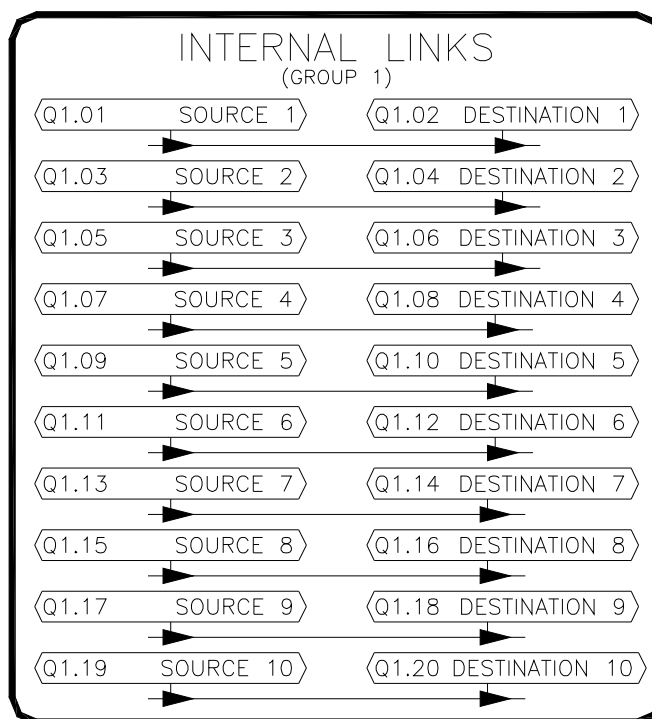 INTERNAL LINKS
(GROUP 1)
Q1.01 SOURCE 1 Q1.02 DESTINATION 1
Q1.03 SOURCE 2 Q1.04 DESTINATION 2
Q1.05 SOURCE 3 Q1.06 DESTINATION 3
Q1.07 SOURCE 4 Q1.08 DESTINATION 4
Q1.09 SOURCE 5 Q1.10 DESTINATION 5
Q1.11 SOURCE 6 Q1.12 DESTINATION 6
Q1.13 SOURCE 7 Q1.14 DESTINATION 7
Q1.15 SOURCE 8 Q1.16 DESTINATION 8
Q1.17 SOURCE 9 Q1.18 DESTINATION 9
Q1.19 SOURCE 10 Q1.20 DESTINATION 10